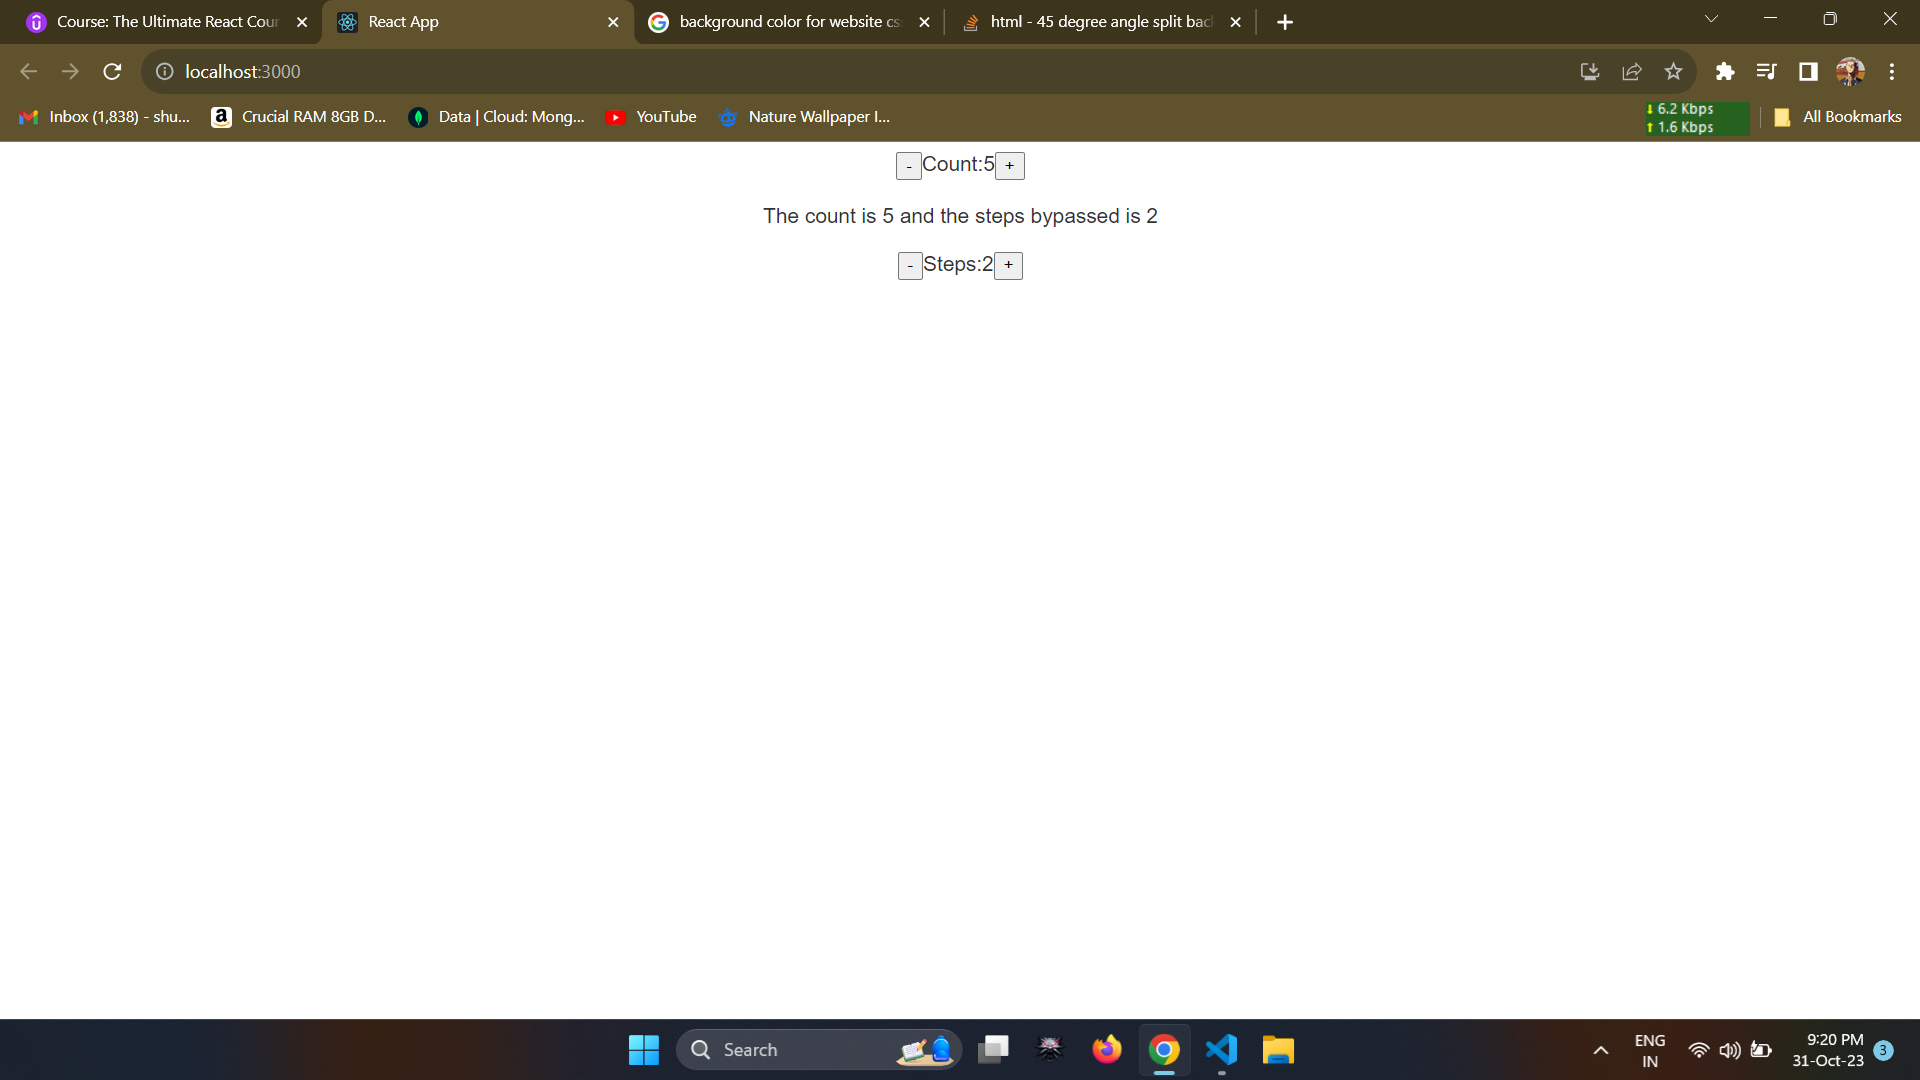 Course: The Ultimate React Cour
React App
background color for website cs
html - 45 degree angle split bac
localhost:3000
Inbox (1,838) - shu...
Crucial RAM 8GB D...
Data | Cloud: Mong...
YouTube
Nature Wallpaper I...
6.2 Kbps
1.6 Kbps
All Bookmarks
- Count:5 +
The count is 5 and the steps bypassed is 2
- Steps:2 +
Search
ENG
IN
9:20 PM
31-Oct-23
3